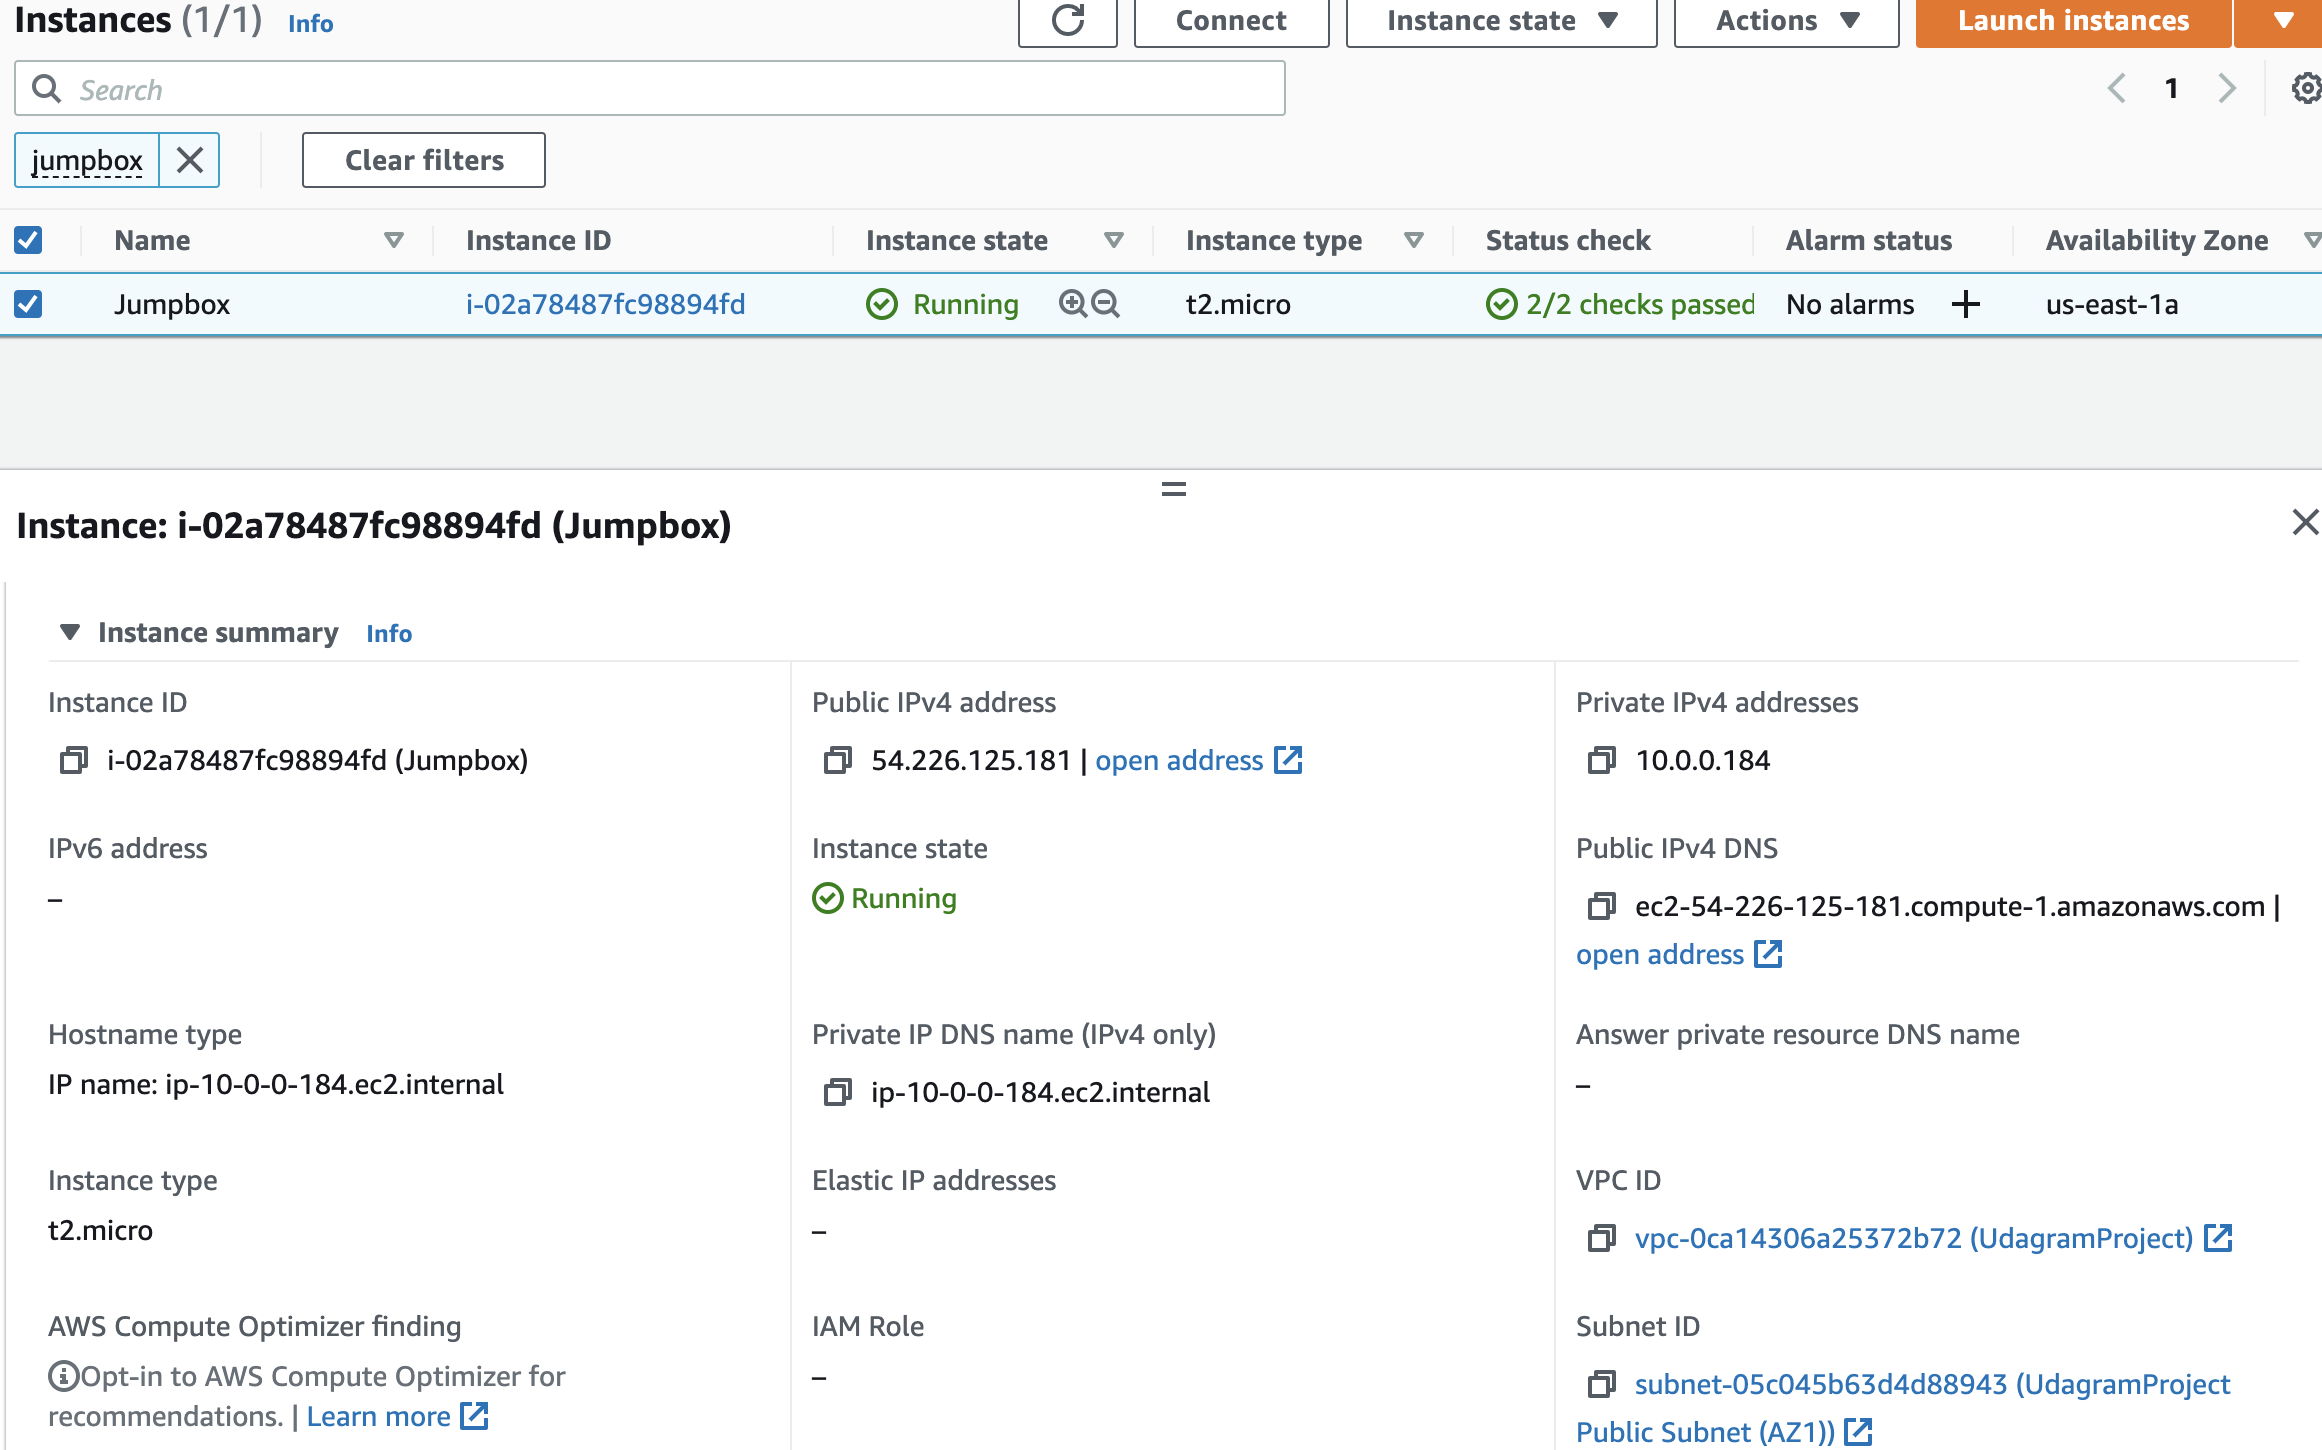 Instances (1/1) Info
Connect
Instance state
Actions
Launch instances
Search
1
jumpbox
Clear filters
Name Instance ID Instance state Instance type Status check Alarm status Availability Zone
Jumpbox i-02a78487fc98894fd Running t2.micro 2/2 checks passed No alarms us-east-1a
Instance: i-02a78487fc98894fd (Jumpbox)
Instance summary Info
Instance ID
i-02a78487fc98894fd (Jumpbox)
Public IPv4 address
54.226.125.181 | open address
Private IPv4 addresses
10.0.0.184
IPv6 address
–
Instance state
Running
Public IPv4 DNS
ec2-54-226-125-181.compute-1.amazonaws.com |
open address
Hostname type
IP name: ip-10-0-0-184.ec2.internal
Private IP DNS name (IPv4 only)
ip-10-0-0-184.ec2.internal
Answer private resource DNS name
–
Instance type
t2.micro
Elastic IP addresses
–
VPC ID
vpc-0ca14306a25372b72 (UdagramProject)
AWS Compute Optimizer finding
Opt-in to AWS Compute Optimizer for
recommendations. | Learn more
IAM Role
–
Subnet ID
subnet-05c045b63d4d88943 (UdagramProject
Public Subnet (AZ1))